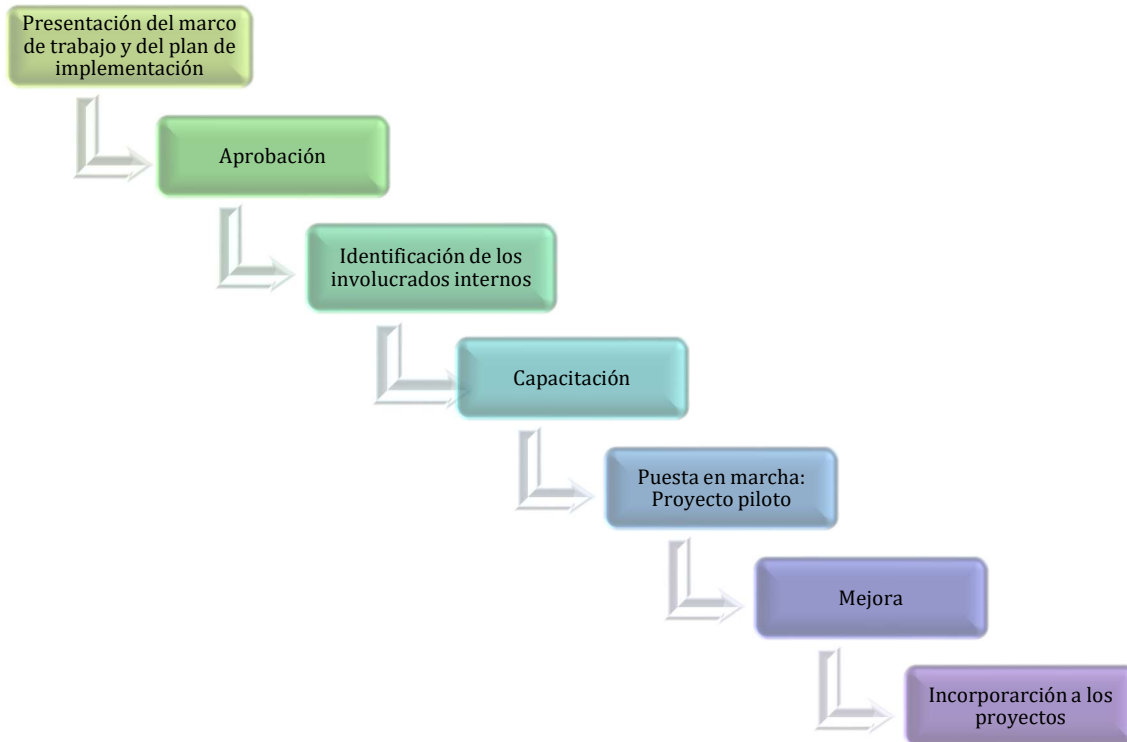 Presentación del marco
de trabajo y del plan de
implementación
Aprobación
Identificación de los
involucrados internos
Capacitación
Puesta en marcha:
Proyecto piloto
Mejora
Incorporarción a los
proyectos